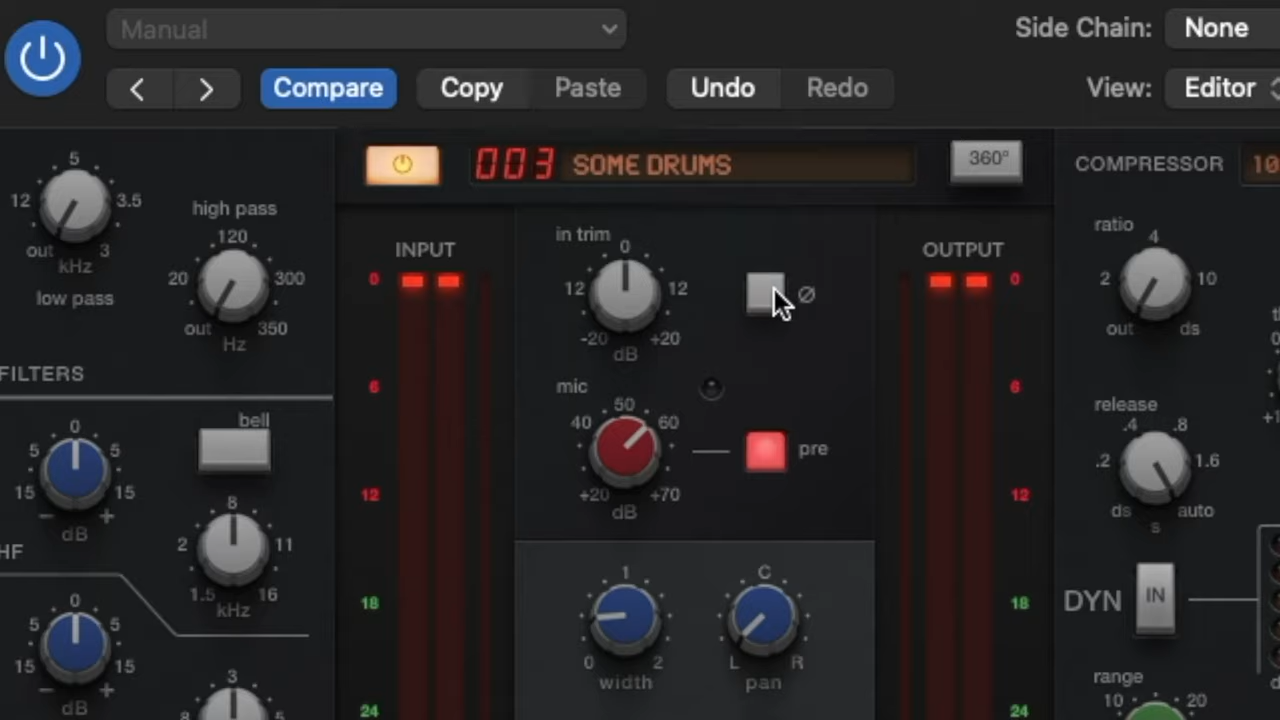 Manual
Side Chain: None
Compare Copy Paste Undo Redo
View: Editor
003 SOME DRUMS
360°
COMPRESSOR 10
5
12 3.5
out 3
kHz
low pass
high pass
120
20 300
out 350
Hz
FILTERS
0
5 5
15 15
− +
dB
bell
8
2 11
1.5 16
kHz
HF
0
5 5
15 15
− +
dB
3
8 5
INPUT
0
6
12
18
24
in trim
0
12 12
-20 +20
dB
Ø
mic
50
40 60
+20 +70
dB
pre
1
0 2
width
C
L R
pan
OUTPUT
0
6
12
18
24
ratio
4
2 10
out ds
release
.4 .8
.2 1.6
ds auto
s
DYN IN
range
10 20